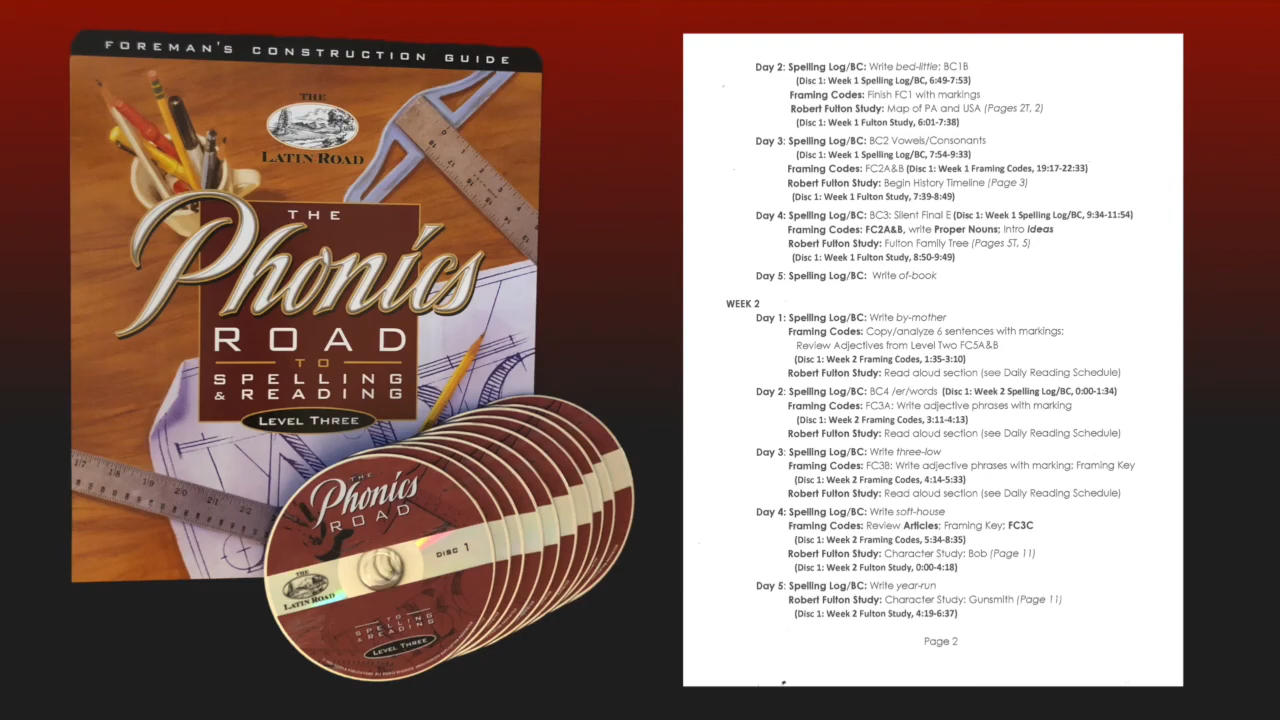 FOREMAN'S CONSTRUCTION GUIDE
THE
LATIN ROAD
THE
Phonics
ROAD
TO
SPELLING
& READING
LEVEL THREE
17 18 19 20 21 22
THE
Phonics
ROAD
DISC 1
THE
LATIN ROAD
TO
SPELLING
& READING
LEVEL THREE
Day 2: Spelling Log/BC: Write bed-little; BC1B
(Disc 1: Week 1 Spelling Log/BC, 6:49-7:53)
Framing Codes: Finish FC1 with markings
Robert Fulton Study: Map of PA and USA (Pages 2T, 2)
(Disc 1: Week 1 Fulton Study, 6:01-7:38)
Day 3: Spelling Log/BC: BC2 Vowels/Consonants
(Disc 1: Week 1 Spelling Log/BC, 7:54-9:33)
Framing Codes: FC2A&B (Disc 1: Week 1 Framing Codes, 19:17-22:33)
Robert Fulton Study: Begin History Timeline (Page 3)
(Disc 1: Week 1 Fulton Study, 7:39-8:49)
Day 4: Spelling Log/BC: BC3: Silent Final E (Disc 1: Week 1 Spelling Log/BC, 9:34-11:54)
Framing Codes: FC2A&B, write Proper Nouns; Intro Ideas
Robert Fulton Study: Fulton Family Tree (Pages 5T, 5)
(Disc 1: Week 1 Fulton Study, 8:50-9:49)
Day 5: Spelling Log/BC: Write of-book
WEEK 2
Day 1: Spelling Log/BC: Write by-mother
Framing Codes: Copy/analyze 6 sentences with markings;
Review Adjectives from Level Two FC5A&B
(Disc 1: Week 2 Framing Codes, 1:35-3:10)
Robert Fulton Study: Read aloud section (see Daily Reading Schedule)
Day 2: Spelling Log/BC: BC4 /er/words (Disc 1: Week 2 Spelling Log/BC, 0:00-1:34)
Framing Codes: FC3A: Write adjective phrases with marking
(Disc 1: Week 2 Framing Codes, 3:11-4:13)
Robert Fulton Study: Read aloud section (see Daily Reading Schedule)
Day 3: Spelling Log/BC: Write three-low
Framing Codes: FC3B: Write adjective phrases with marking; Framing Key
(Disc 1: Week 2 Framing Codes, 4:14-5:33)
Robert Fulton Study: Read aloud section (see Daily Reading Schedule)
Day 4: Spelling Log/BC: Write soft-house
Framing Codes: Review Articles; Framing Key; FC3C
(Disc 1: Week 2 Framing Codes, 5:34-8:35)
Robert Fulton Study: Character Study: Bob (Page 11)
(Disc 1: Week 2 Fulton Study, 0:00-4:18)
Day 5: Spelling Log/BC: Write year-run
Robert Fulton Study: Character Study: Gunsmith (Page 11)
(Disc 1: Week 2 Fulton Study, 4:19-6:37)
Page 2